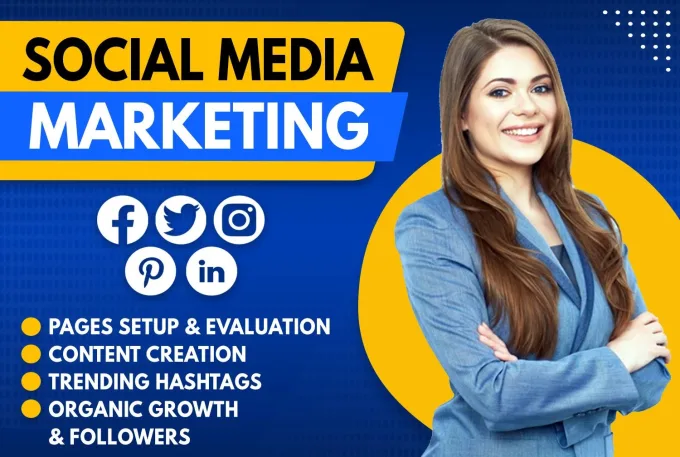 SOCIAL MEDIA
MARKETING
PAGES SETUP & EVALUATION
CONTENT CREATION
TRENDING HASHTAGS
ORGANIC GROWTH
& FOLLOWERS